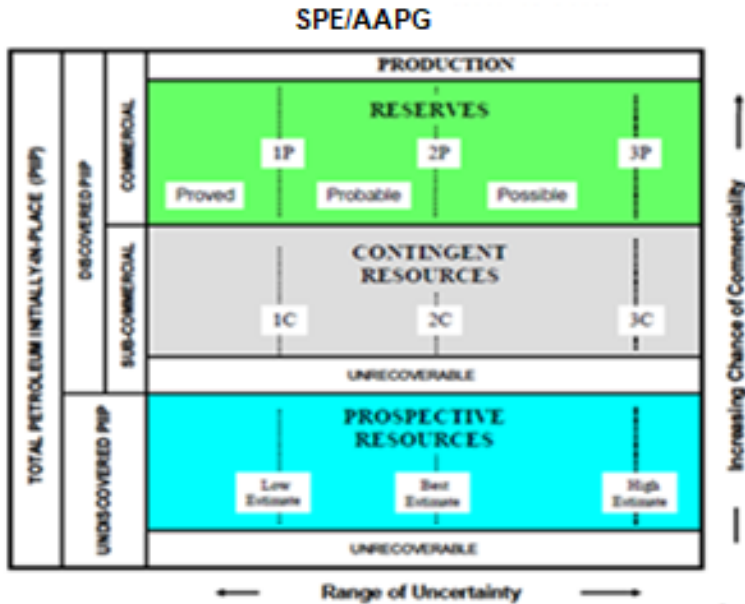 SPE/AAPG
TOTAL PETROLEUM INITIALLY-IN-PLACE (PIIP)
DISCOVERED PIIP
UNDISCOVERED PIIP
COMMERCIAL
SUB-COMMERCIAL
PRODUCTION
RESERVES
1P 2P 3P
Proved Probable Possible
CONTINGENT
RESOURCES
1C 2C 3C
UNRECOVERABLE
PROSPECTIVE
RESOURCES
Low Best High
Estimate Estimate Estimate
UNRECOVERABLE
Increasing Chance of Commerciality
Range of Uncertainty